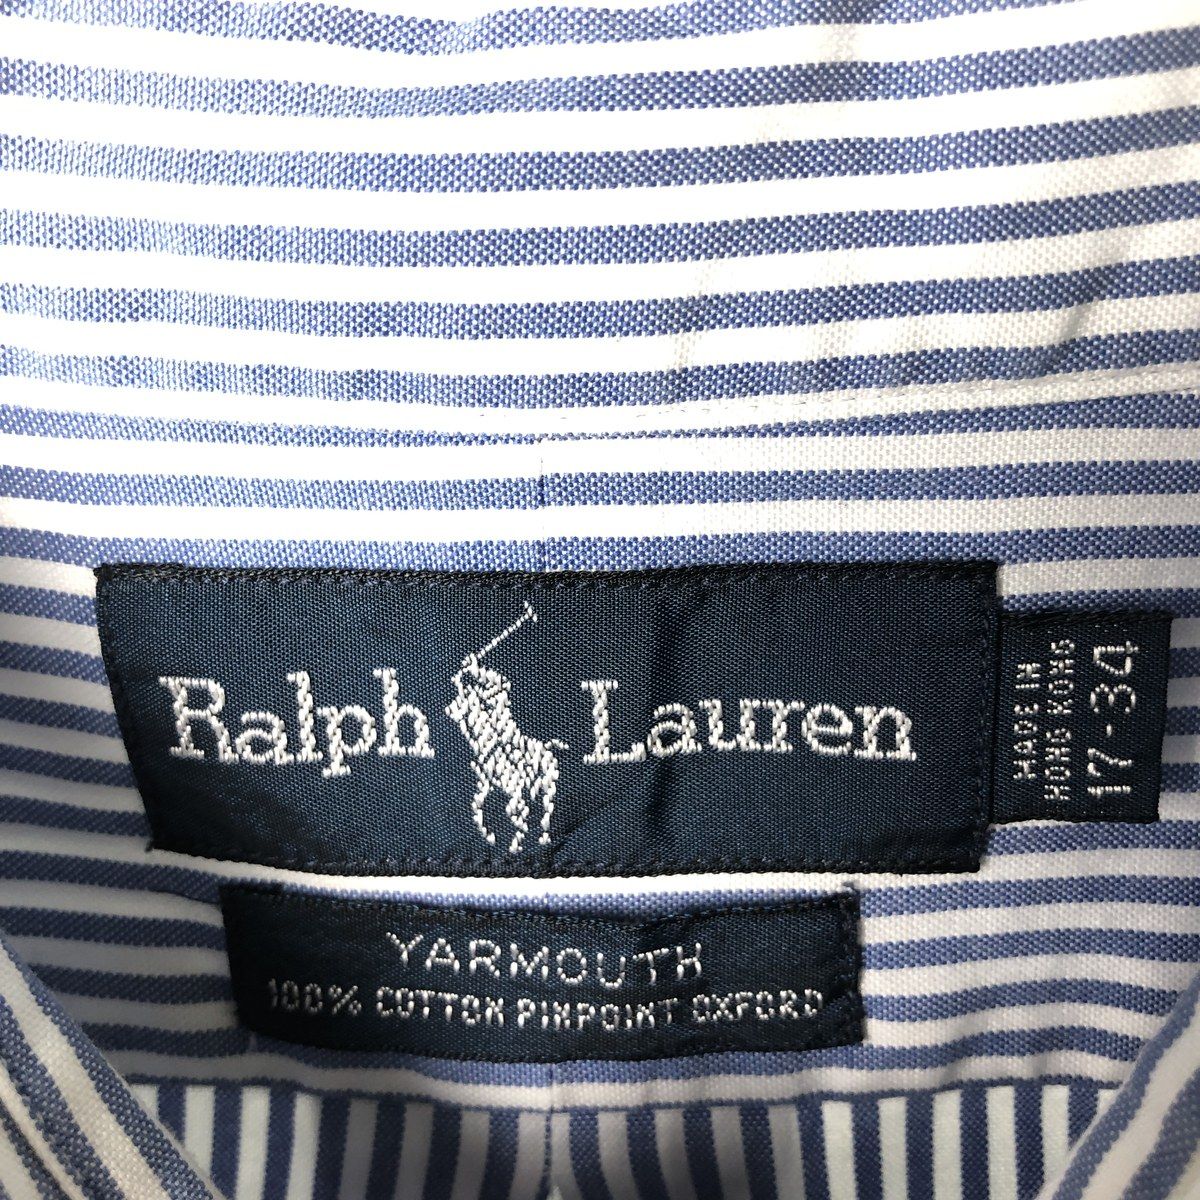 Ralph Lauren
MADE IN
HONG KONG
17-34
YARMOUTH
100% COTTON PINPOINT OXFORD